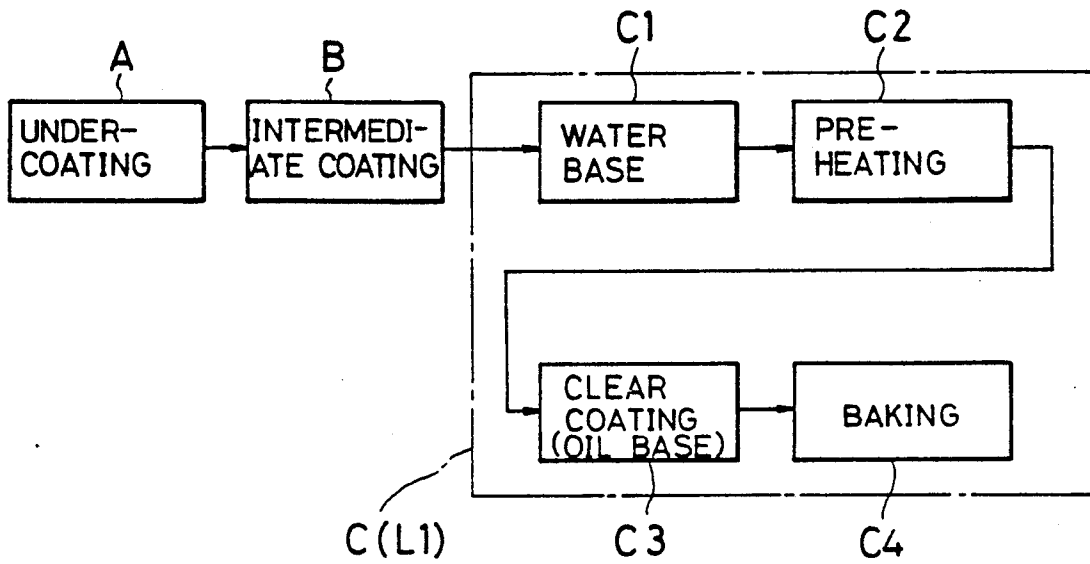 A
B
C1
C2
UNDER-
COATING
INTERMEDI-
ATE COATING
WATER
BASE
PRE-
HEATING
CLEAR
COATING
(OIL BASE)
BAKING
C(L1)
C3
C4